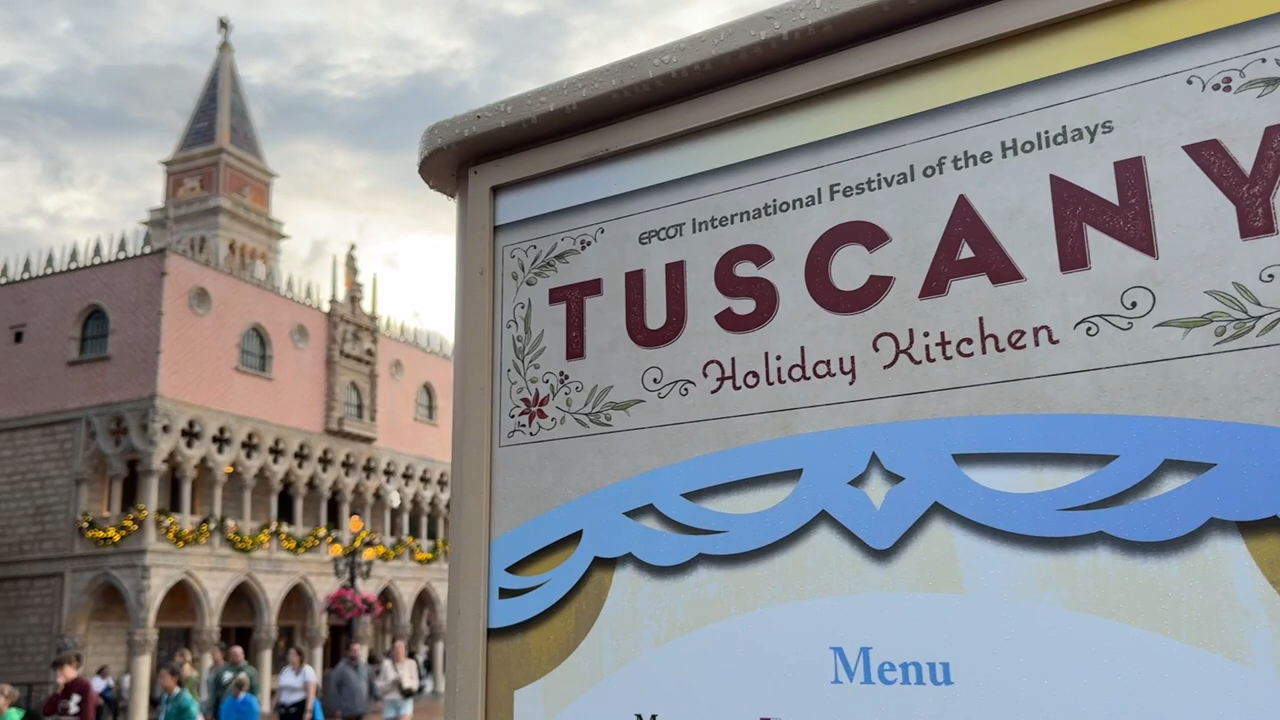 EPCOT International Festival of the Holidays
TUSCANY
Holiday Kitchen
Menu